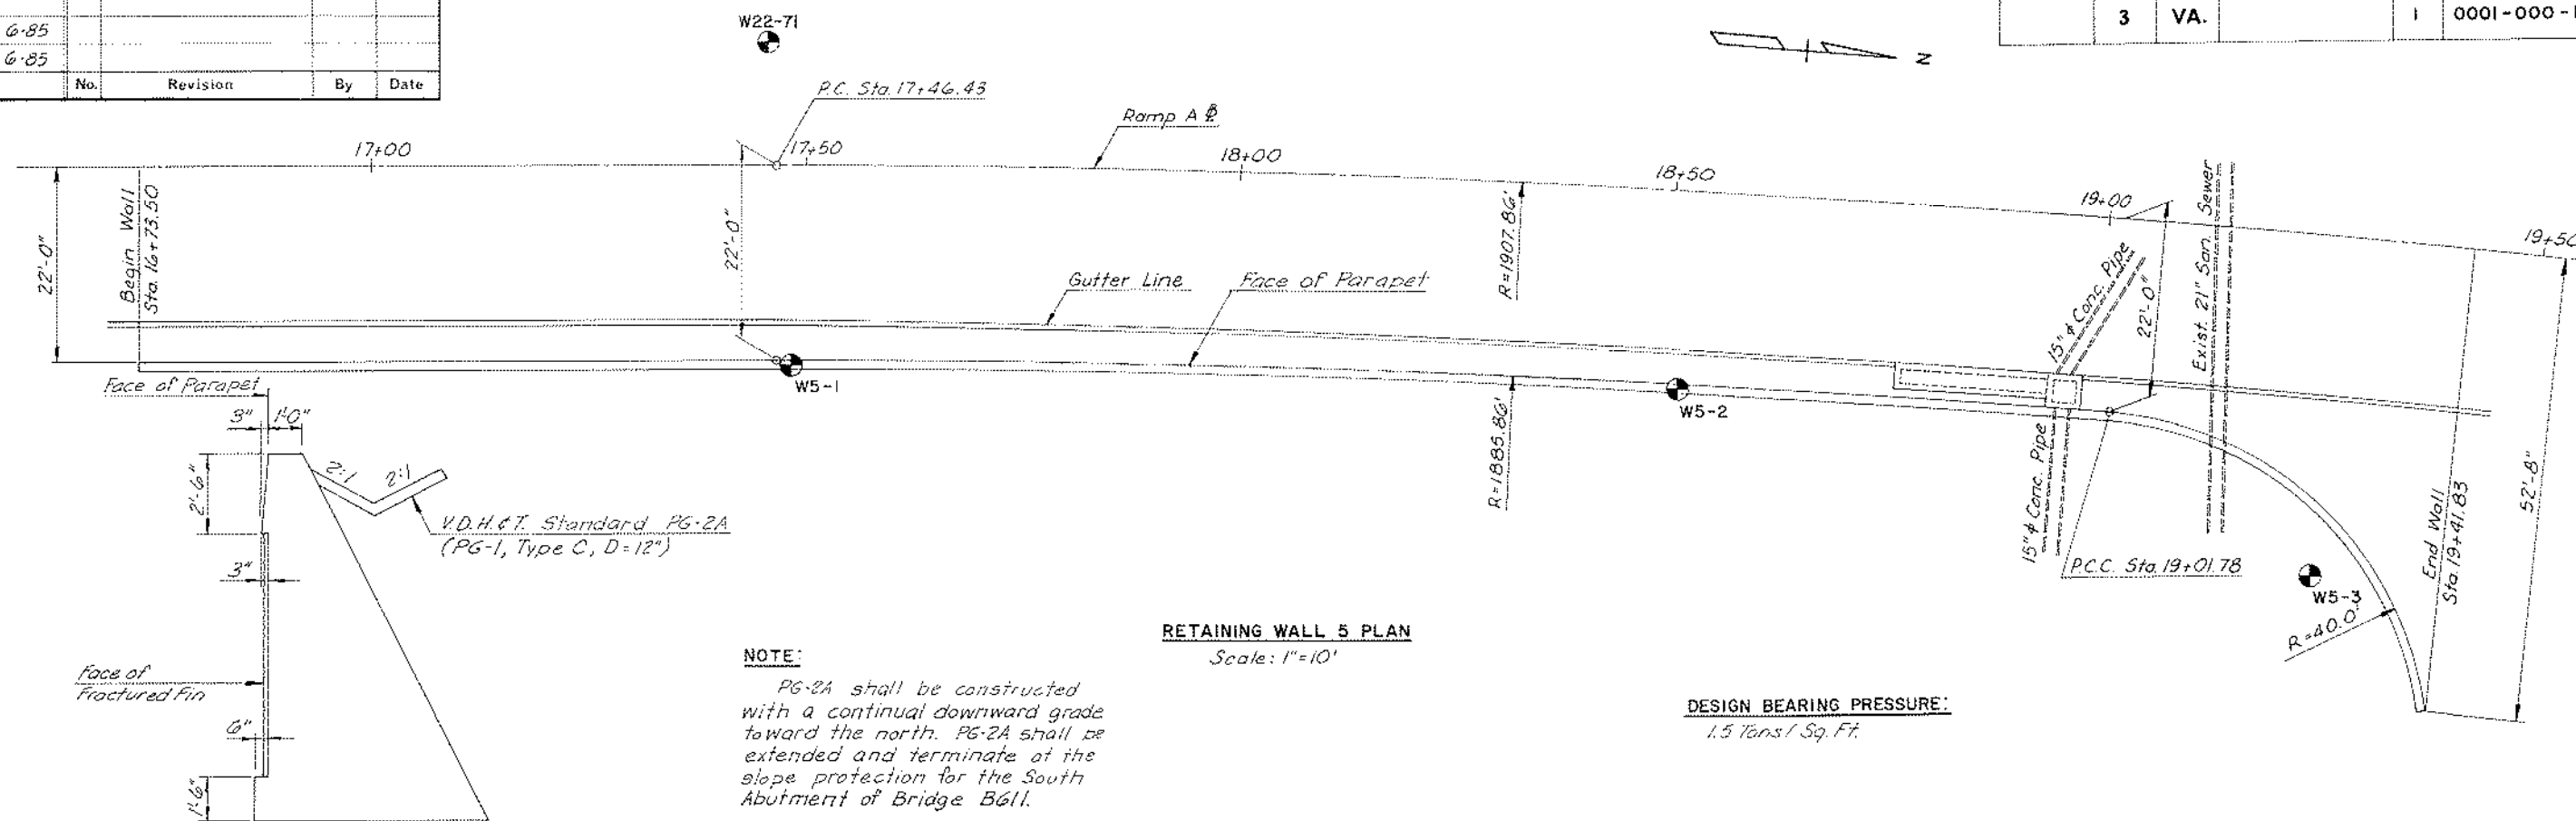 6-85
6-85
No. Revision By Date
W22-71
3 VA. 1 0001-000-
N
P.C. Sta. 17+46.43
Ramp A ⅊
17+00
17+50
18+00
18+50
19+00
19+50
22'-0"
Begin Wall
Sta. 16+73.50
22'-0"
R=1907.86'
Gutter Line
Face of Parapet
15" ϕ Conc. Pipe
22'-0"
Exist. 21" San. Sewer
W5-1
W5-2
R=1885.86'
15" ϕ Conc. Pipe
P.C.C. Sta. 19+01.78
W5-3
R=40.0'
End Wall
Sta. 19+41.83
52'-8"
Face of Parapet
3" 1'-0"
2'-6"
2:1 2:1
V.D.H.&T. Standard PG-2A
(PG-1, Type C, D=12")
3"
Face of
Fractured Fin
6"
1'-6"
RETAINING WALL 5 PLAN
Scale: 1"=10'
NOTE:
PG-2A shall be constructed
with a continual downward grade
toward the north. PG-2A shall be
extended and terminate at the
slope protection for the South
Abutment of Bridge B611.
DESIGN BEARING PRESSURE:
1.5 Tons / Sq. Ft.